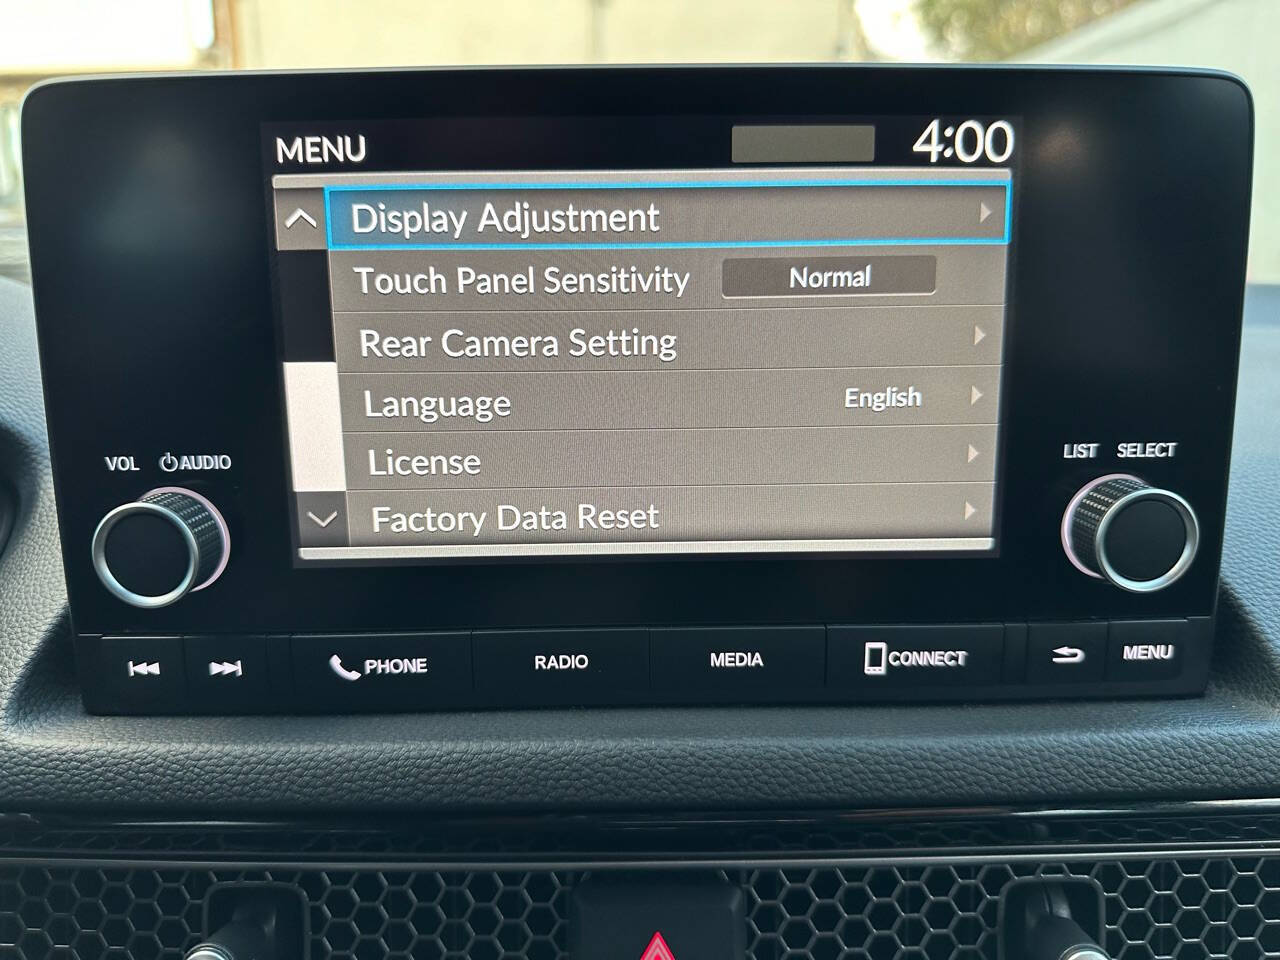 MENU 4:00
Display Adjustment
Touch Panel Sensitivity Normal
Rear Camera Setting
Language English
License
Factory Data Reset
VOL AUDIO
LIST SELECT
PHONE RADIO MEDIA CONNECT MENU